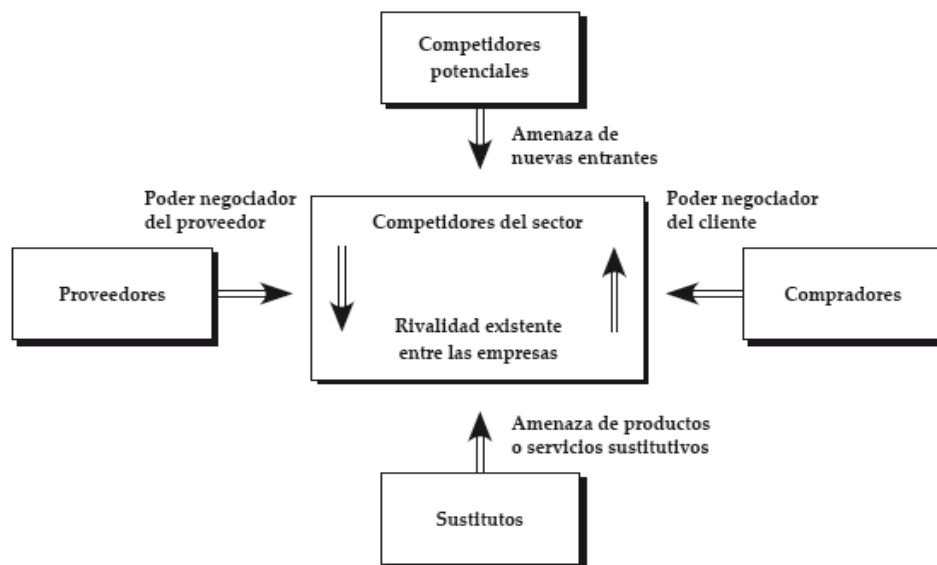 Competidores
potenciales
Amenaza de
nuevas entrantes
Poder negociador
del proveedor
Competidores del sector
Poder negociador
del cliente
Proveedores
Compradores
Rivalidad existente
entre las empresas
Amenaza de productos
o servicios sustitutivos
Sustitutos